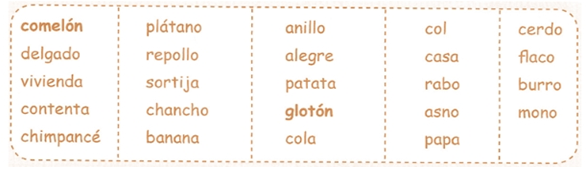 comelón plátano anillo col cerdo
delgado repollo alegre casa flaco
vivienda sortija patata rabo burro
contenta chancho glotón asno mono
chimpancé banana cola papa